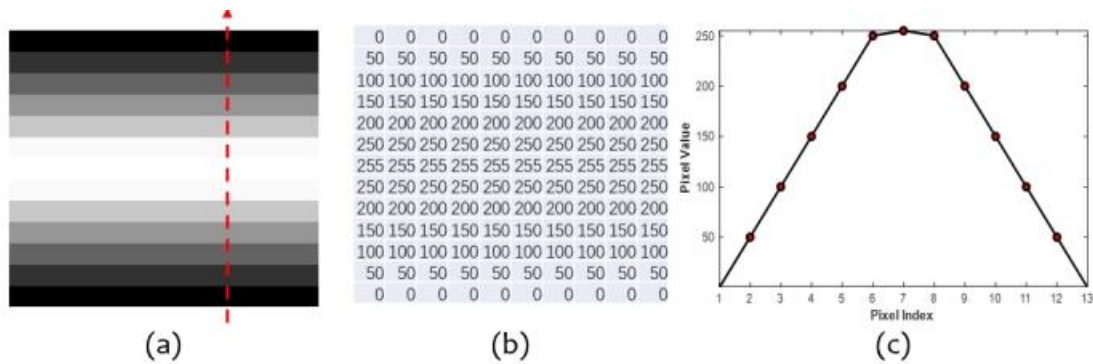 0 0 0 0 0 0 0 0 0 0
50 50 50 50 50 50 50 50 50 50
100 100 100 100 100 100 100 100 100 100
150 150 150 150 150 150 150 150 150 150
200 200 200 200 200 200 200 200 200 200
250 250 250 250 250 250 250 250 250 250
255 255 255 255 255 255 255 255 255 255
250 250 250 250 250 250 250 250 250 250
200 200 200 200 200 200 200 200 200 200
150 150 150 150 150 150 150 150 150 150
100 100 100 100 100 100 100 100 100 100
50 50 50 50 50 50 50 50 50 50
0 0 0 0 0 0 0 0 0 0
Pixel Value
250
200
150
100
50
1 2 3 4 5 6 7 8 9 10 11 12 13
Pixel Index
(a)
(b)
(c)